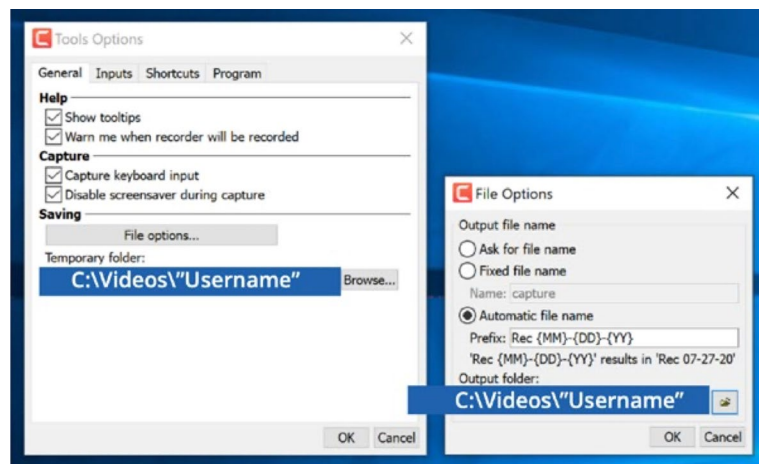 Tools Options
General Inputs Shortcuts Program
Help
Show tooltips
Warn me when recorder will be recorded
Capture
Capture keyboard input
Disable screensaver during capture
Saving
File options...
Temporary folder:
C:\Videos\”Username” Browse...
OK Cancel
File Options
Output file name
Ask for file name
Fixed file name
Name: capture
Automatic file name
Prefix: Rec {MM}-{DD}-{YY}
'Rec {MM}-{DD}-{YY}' results in 'Rec 07-27-20'
Output folder:
C:\Videos\”Username”
OK Cancel